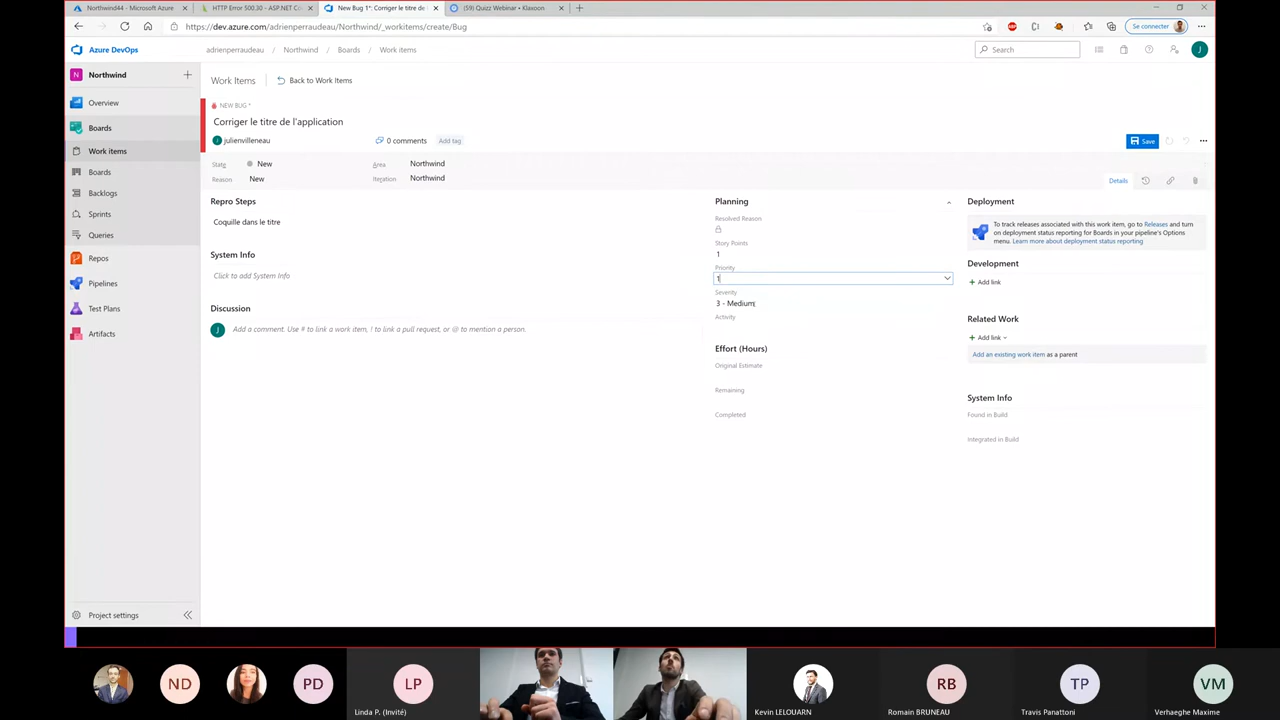 Northwind44 - Microsoft Azure
HTTP Error 500.30 - ASP.NET Co
New Bug 1*: Corriger le titre de l
(59) Quizz Webinar • Klaxoon
https://dev.azure.com/adrienperraudeau/Northwind/_workitems/create/Bug
Se connecter
Azure DevOps
adrienperraudeau / Northwind / Boards / Work items
Search
J
N Northwind
Overview
Boards
Work items
Boards
Backlogs
Sprints
Queries
Repos
Pipelines
Test Plans
Artifacts
Project settings
Work Items
Back to Work Items
NEW BUG *
Corriger le titre de l'application
J julienvilleneau
0 comments
Add tag
Save
State
New
Area
Northwind
Reason
New
Iteration
Northwind
Details
Repro Steps
Coquille dans le titre
System Info
Click to add System Info
Discussion
J Add a comment. Use # to link a work item, ! to link a pull request, or @ to mention a person.
Planning
Resolved Reason
Story Points
1
Priority
1
Severity
3 - Medium
Activity
Effort (Hours)
Original Estimate
Remaining
Completed
Deployment
To track releases associated with this work item, go to Releases and turn
on deployment status reporting for Boards in your pipeline's Options
menu. Learn more about deployment status reporting
Development
Add link
Related Work
Add link
Add an existing work item as a parent
System Info
Found in Build
Integrated in Build
ND
PD
LP
Linda P. (Invité)
Kevin LELOUARN
RB
Romain BRUNEAU
TP
Travis Panattoni
VM
Verhaeghe Maxime